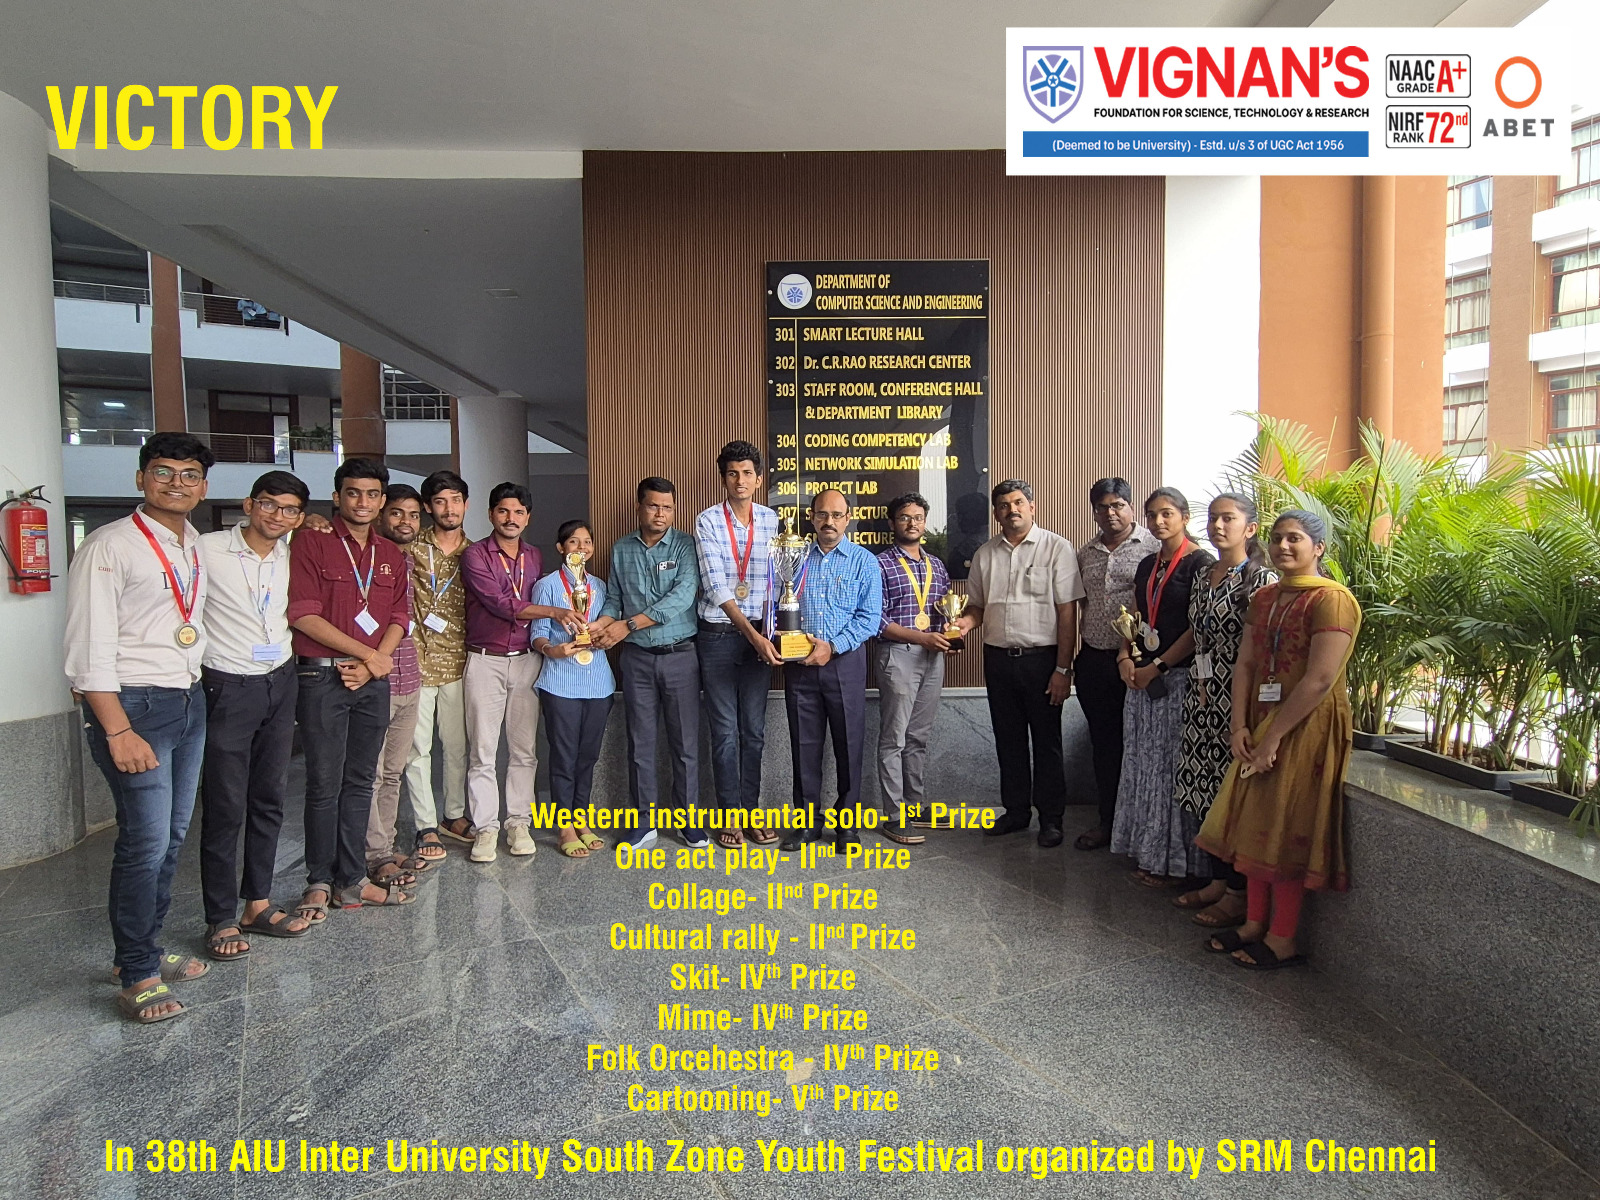 VICTORY
VIGNAN'S
FOUNDATION FOR SCIENCE, TECHNOLOGY & RESEARCH
(Deemed to be University) - Estd. u/s 3 of UGC Act 1956
NAAC GRADE A+
NIRF RANK 72nd
ABET
DEPARTMENT OF
COMPUTER SCIENCE AND ENGINEERING
301 SMART LECTURE HALL
302 Dr. C.R.RAO RESEARCH CENTER
303 STAFF ROOM, CONFERENCE HALL
& DEPARTMENT LIBRARY
304 CODING COMPETENCY LAB
305 NETWORK SIMULATION LAB
306 PROJECT LAB
307
Western instrumental solo- Ist Prize
One act play- IInd Prize
Collage- IInd Prize
Cultural rally - IInd Prize
Skit- IVth Prize
Mime- IVth Prize
Folk Orcehestra - IVth Prize
Cartooning- Vth Prize
In 38th AIU Inter University South Zone Youth Festival organized by SRM Chennai